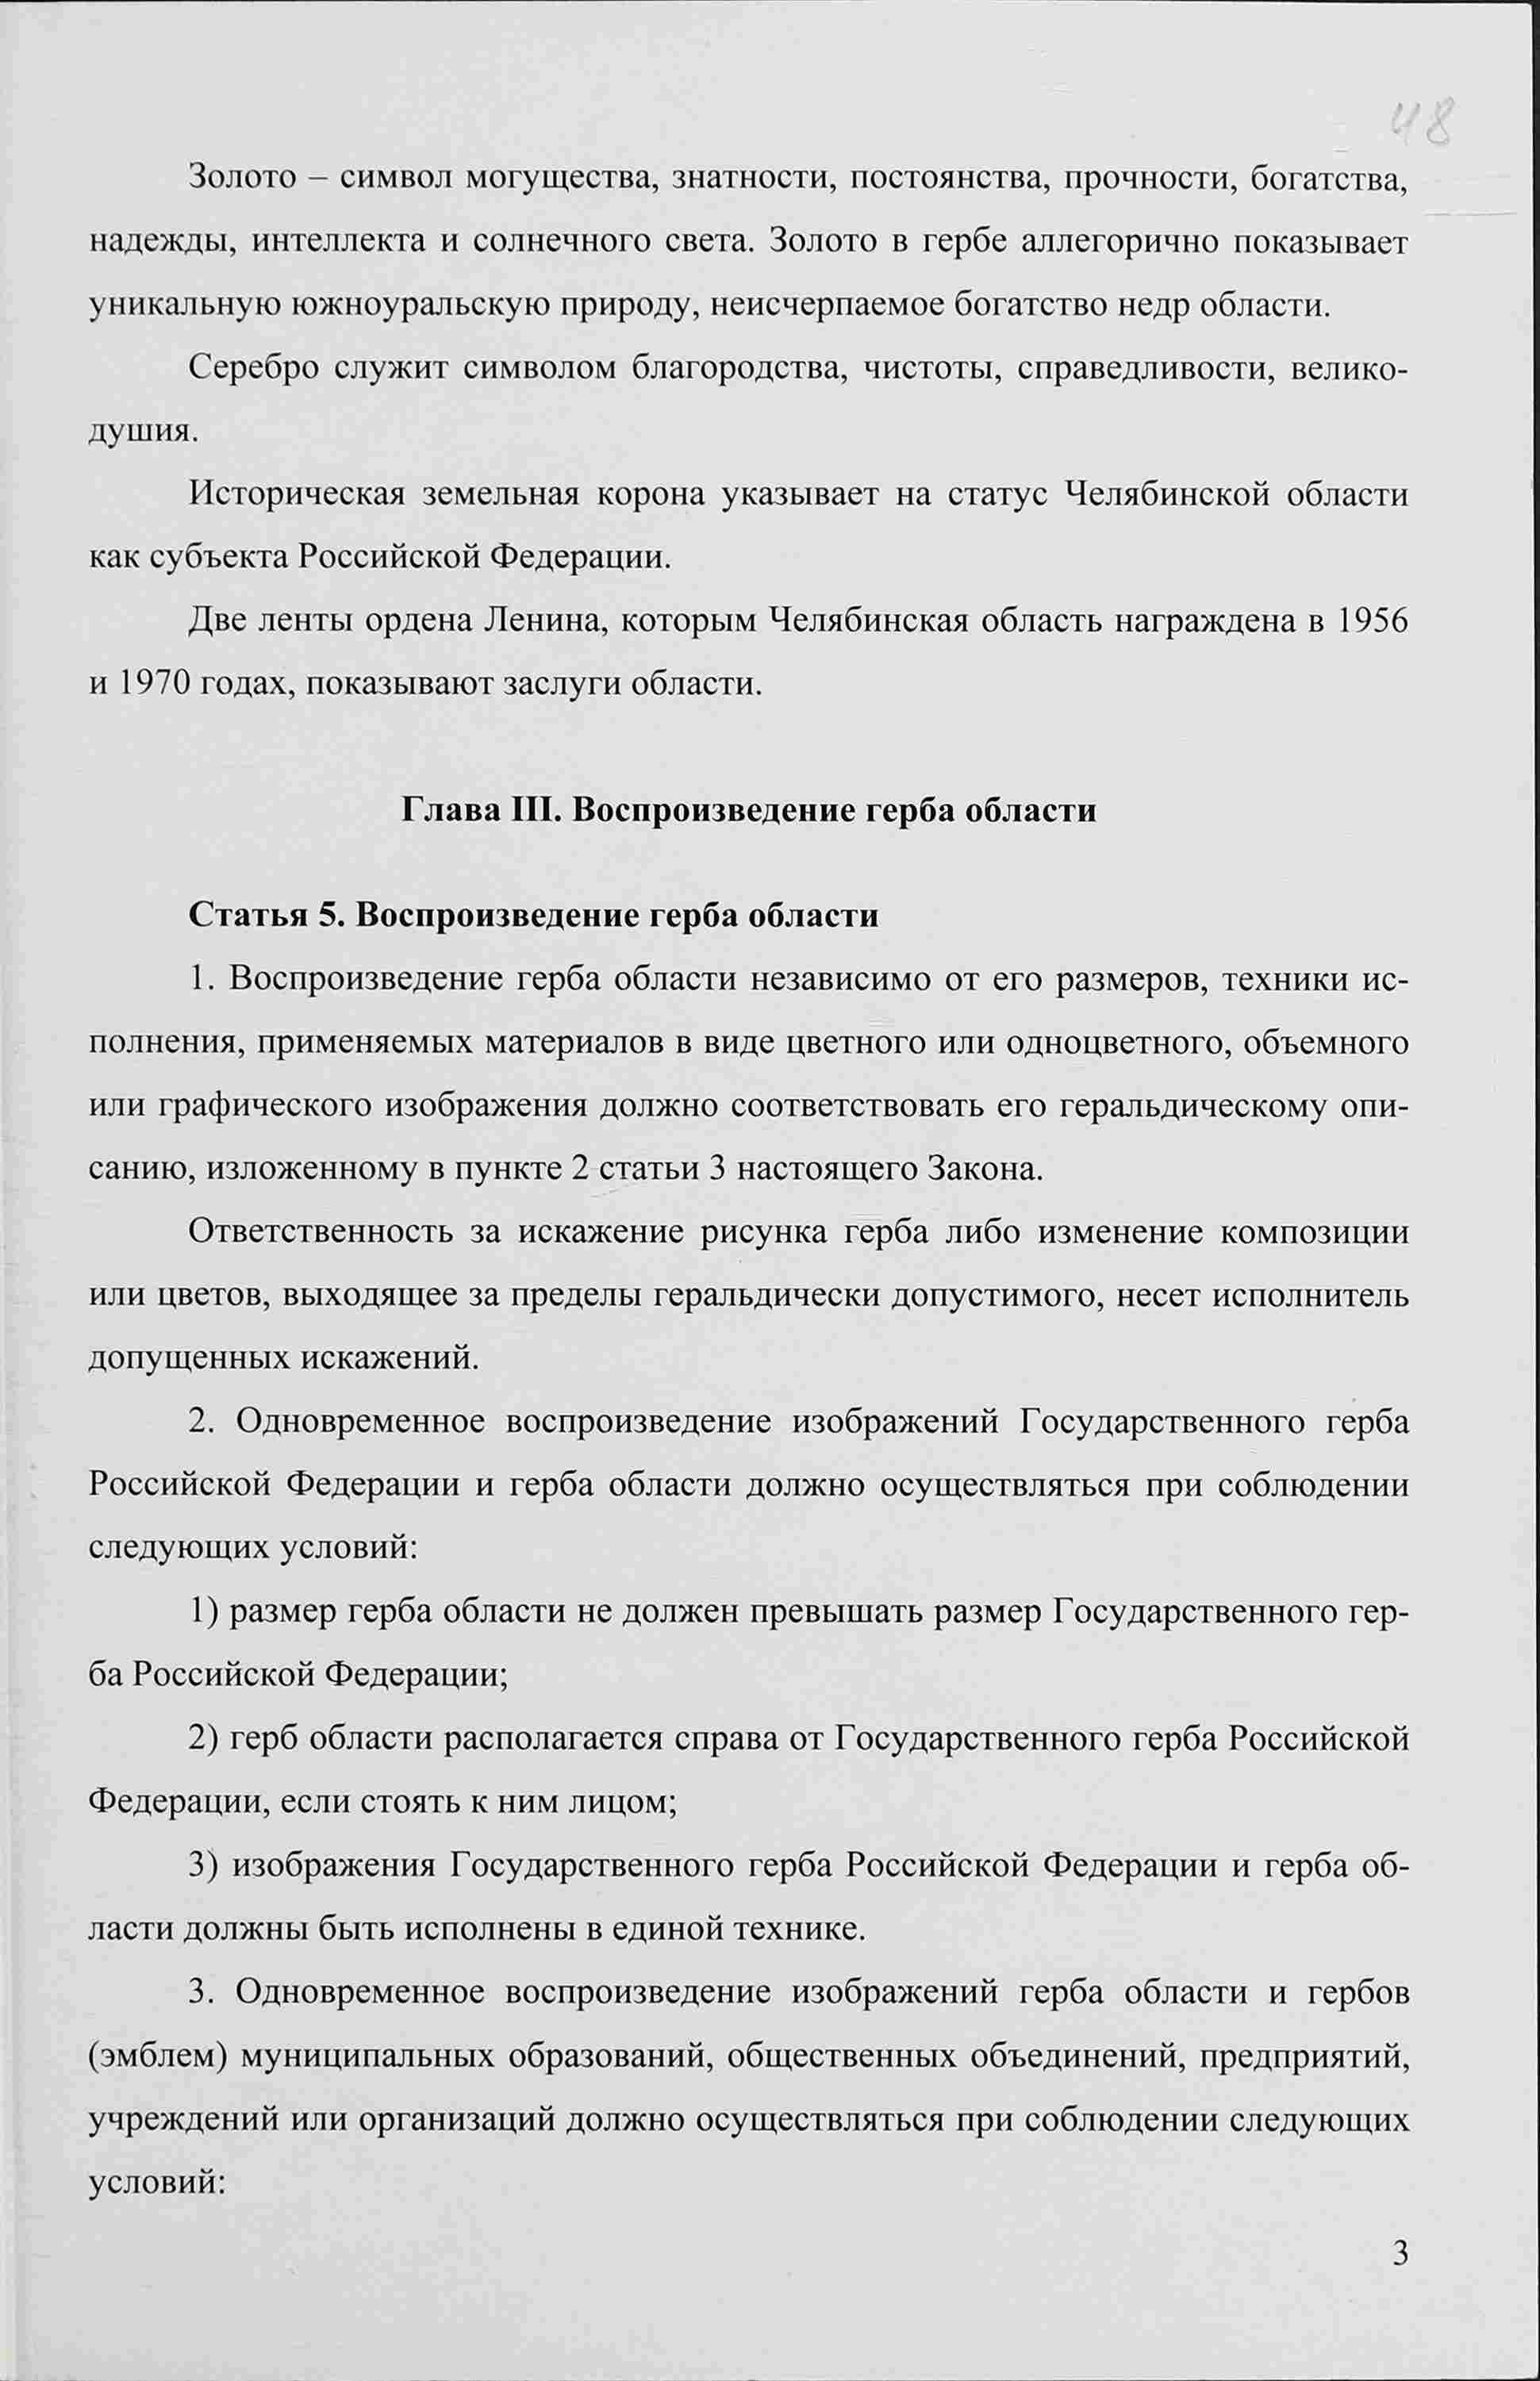 48
Золото – символ могущества, знатности, постоянства, прочности, богатства,
надежды, интеллекта и солнечного света. Золото в гербе аллегорично показывает
уникальную южноуральскую природу, неисчерпаемое богатство недр области.
Серебро служит символом благородства, чистоты, справедливости, велико-
душия.
Историческая земельная корона указывает на статус Челябинской области
как субъекта Российской Федерации.
Две ленты ордена Ленина, которым Челябинская область награждена в 1956
и 1970 годах, показывают заслуги области.
Глава III. Воспроизведение герба области
Статья 5. Воспроизведение герба области
1. Воспроизведение герба области независимо от его размеров, техники ис-
полнения, применяемых материалов в виде цветного или одноцветного, объемного
или графического изображения должно соответствовать его геральдическому опи-
санию, изложенному в пункте 2 статьи 3 настоящего Закона.
Ответственность за искажение рисунка герба либо изменение композиции
или цветов, выходящее за пределы геральдически допустимого, несет исполнитель
допущенных искажений.
2. Одновременное воспроизведение изображений Государственного герба
Российской Федерации и герба области должно осуществляться при соблюдении
следующих условий:
1) размер герба области не должен превышать размер Государственного гер-
ба Российской Федерации;
2) герб области располагается справа от Государственного герба Российской
Федерации, если стоять к ним лицом;
3) изображения Государственного герба Российской Федерации и герба об-
ласти должны быть исполнены в единой технике.
3. Одновременное воспроизведение изображений герба области и гербов
(эмблем) муниципальных образований, общественных объединений, предприятий,
учреждений или организаций должно осуществляться при соблюдении следующих
условий:
3